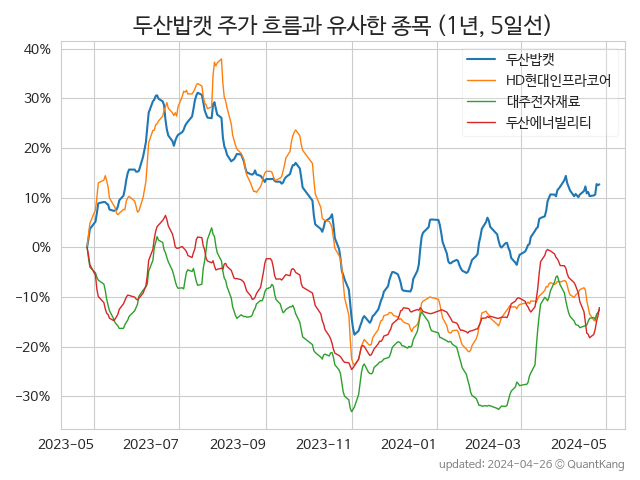 두산밥캣 주가 흐름과 유사한 종목 (1년, 5일선)
40%
30%
20%
10%
0%
−10%
−20%
−30%
두산밥캣
HD현대인프라코어
대주전자재료
두산에너빌리티
2023-05
2023-07
2023-09
2023-11
2024-01
2024-03
2024-05
updated: 2024-04-26 © QuantKang